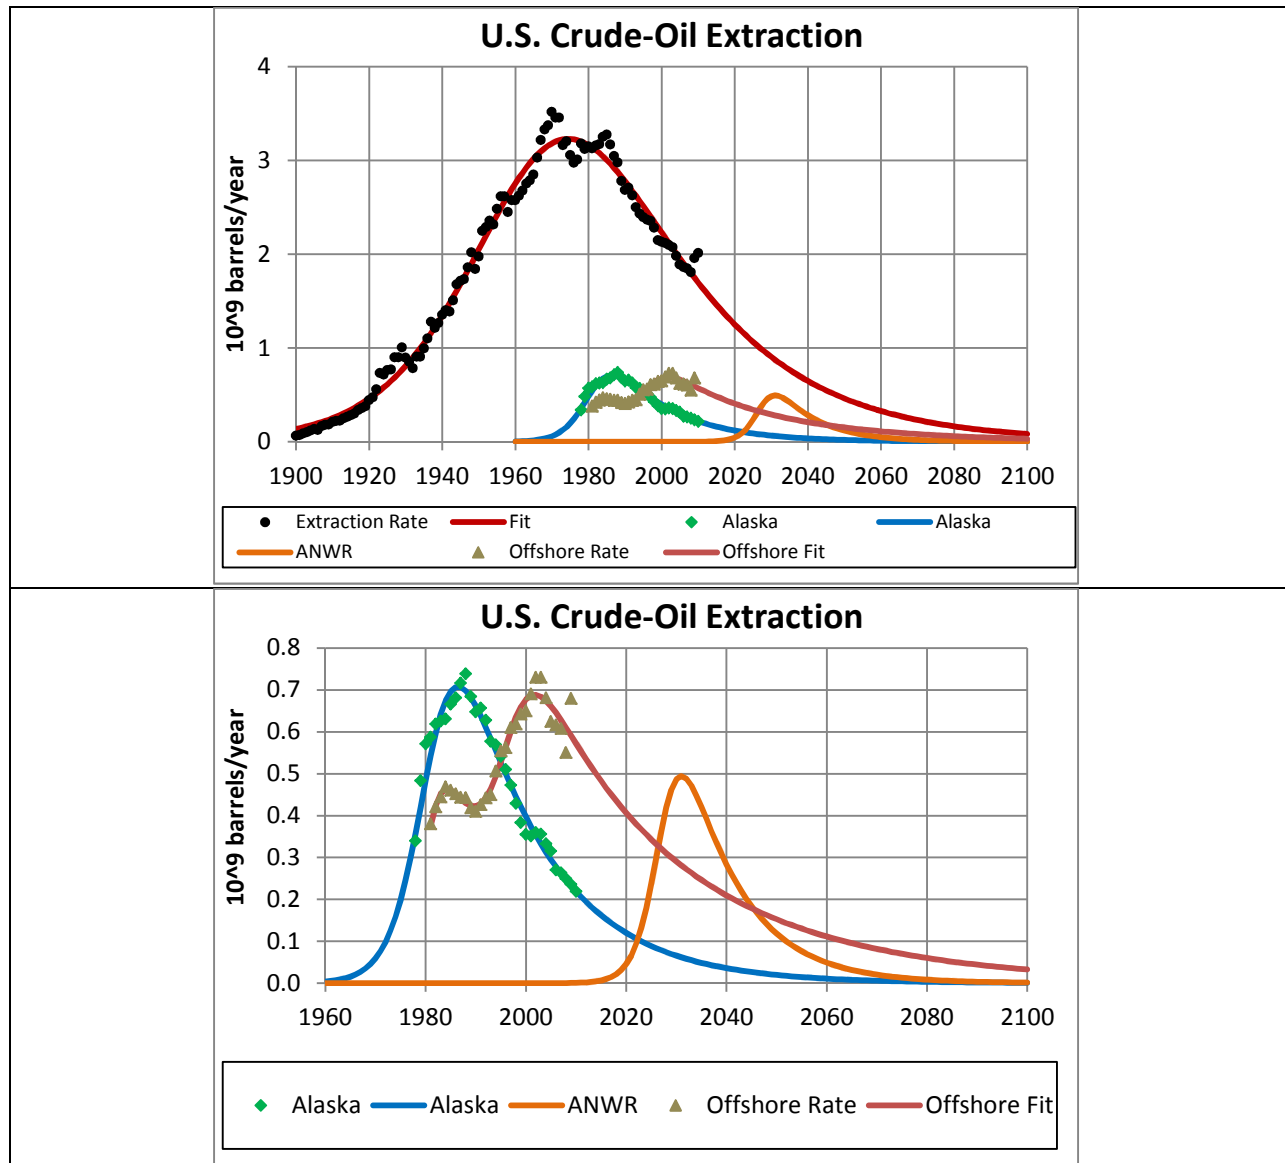 U.S. Crude-Oil Extraction
4
3
2
1
0
10^9 barrels/year
1900 1920 1940 1960 1980 2000 2020 2040 2060 2080 2100
Extraction Rate Fit Alaska Alaska
ANWR Offshore Rate Offshore Fit
U.S. Crude-Oil Extraction
0.8
0.7
0.6
0.5
0.4
0.3
0.2
0.1
0.0
10^9 barrels/year
1960 1980 2000 2020 2040 2060 2080 2100
Alaska Alaska ANWR Offshore Rate Offshore Fit